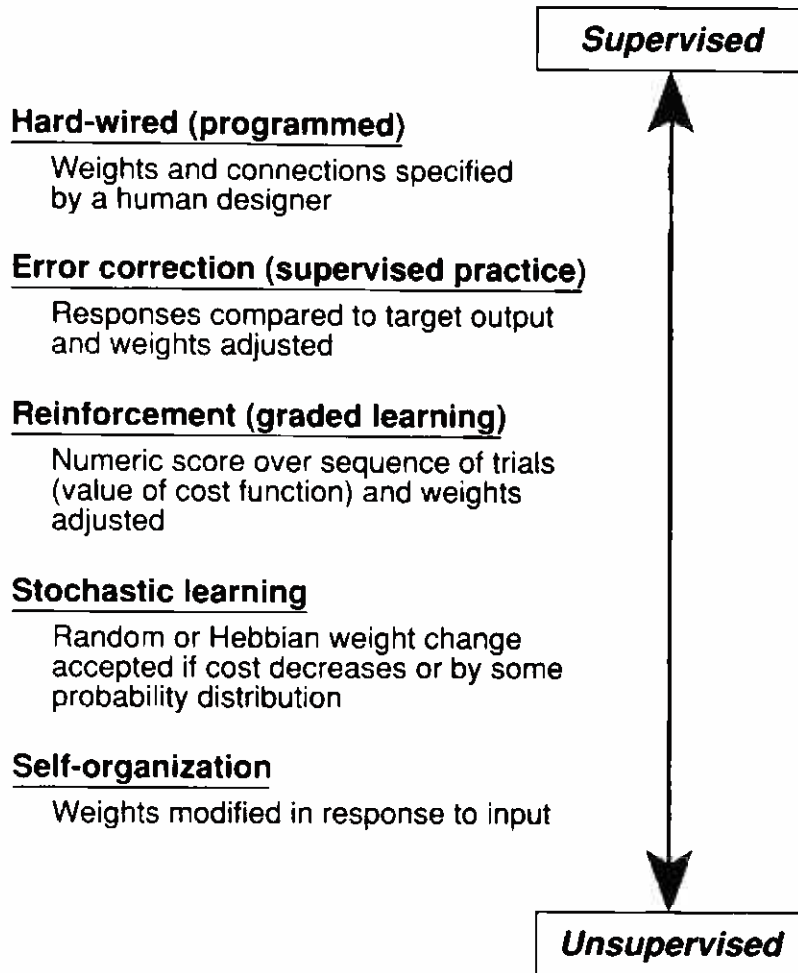 Supervised
Hard-wired (programmed)
Weights and connections specified
by a human designer
Error correction (supervised practice)
Responses compared to target output
and weights adjusted
Reinforcement (graded learning)
Numeric score over sequence of trials
(value of cost function) and weights
adjusted
Stochastic learning
Random or Hebbian weight change
accepted if cost decreases or by some
probability distribution
Self-organization
Weights modified in response to input
Unsupervised